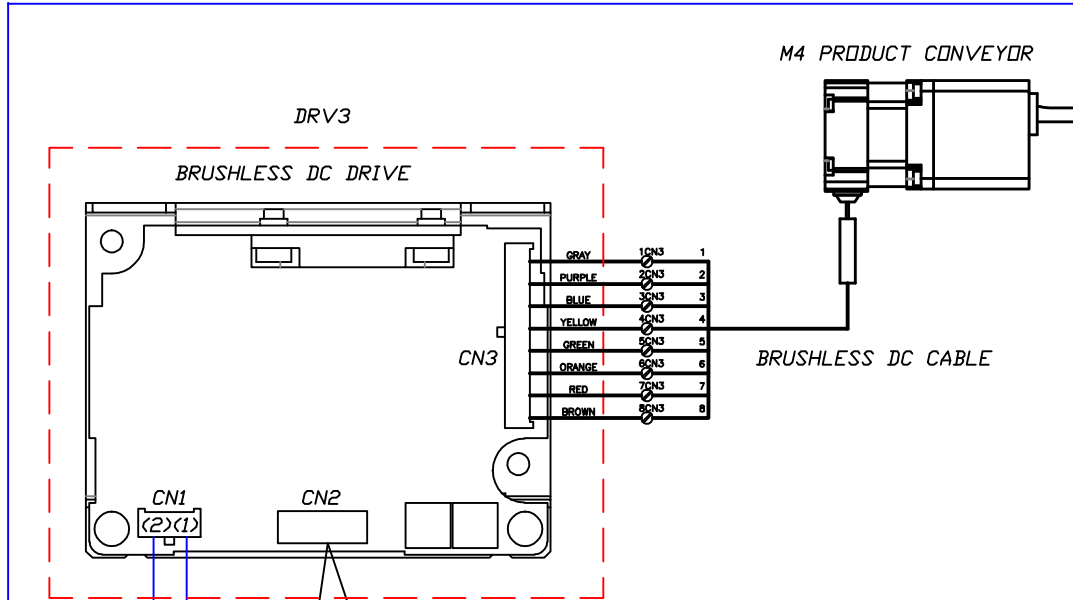 M4 PRODUCT CONVEYOR
DRV3
BRUSHLESS DC DRIVE
GRAY 1CN3 1
PURPLE 2CN3 2
BLUE 3CN3 3
YELLOW 4CN3 4
GREEN 5CN3 5
ORANGE 6CN3 6
RED 7CN3 7
BROWN 8CN3 8
CN3
BRUSHLESS DC CABLE
CN1
(2)(1)
CN2